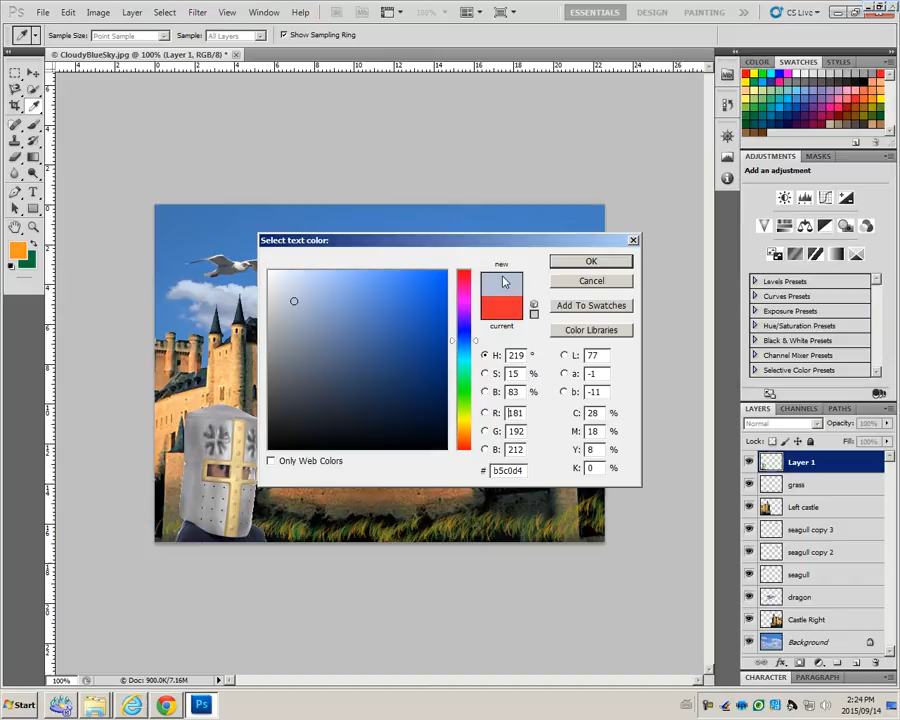 Ps File Edit Image Layer Select Filter Analysis View Window Help 100% ESSENTIALS DESIGN PAINTING >> CS Live
Sample Size: Point Sample Sample: All Layers Show Sampling Ring
CloudyBlueSky.jpg @ 100% (Layer 1, RGB/8) *
COLOR SWATCHES STYLES
ADJUSTMENTS MASKS
Add an adjustment
Levels Presets
Curves Presets
Exposure Presets
Hue/Saturation Presets
Black & White Presets
Channel Mixer Presets
Selective Color Presets
Select text color:
new
current
OK
Cancel
Add To Swatches
Color Libraries
H: 219 ° L: 77
S: 15 % a: -1
B: 83 % b: -11
R: 181 C: 28 %
G: 192 M: 18 %
B: 212 Y: 8 %
# b5c0d4 K: 0 %
Only Web Colors
LAYERS CHANNELS PATHS
Normal Opacity: 100%
Lock: Fill: 100%
Layer 1
grass
Left castle
seagull copy 3
seagull copy 2
seagull
dragon
Castle Right
Background
CHARACTER PARAGRAPH
100% Doc: 900.0K/7.16M
Start Ps 2:24 PM
2015/09/14